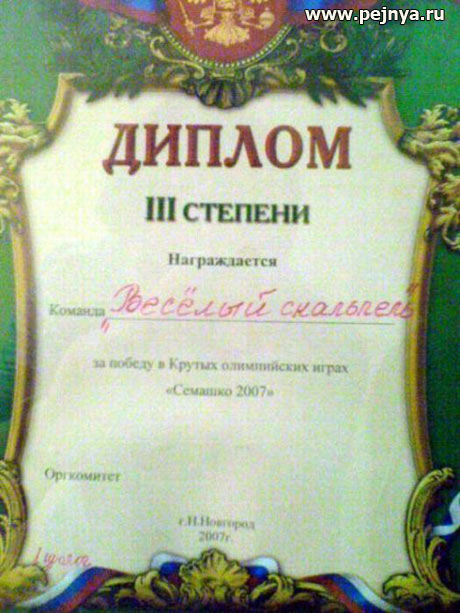 www.pejnya.ru
ДИПЛОМ
III СТЕПЕНИ
Награждается
Команда "Весёлый скальпель"
за победу в Крутых олимпийских играх
«Семашко 2007»
Оргкомитет
г.Н.Новгород
2007г.